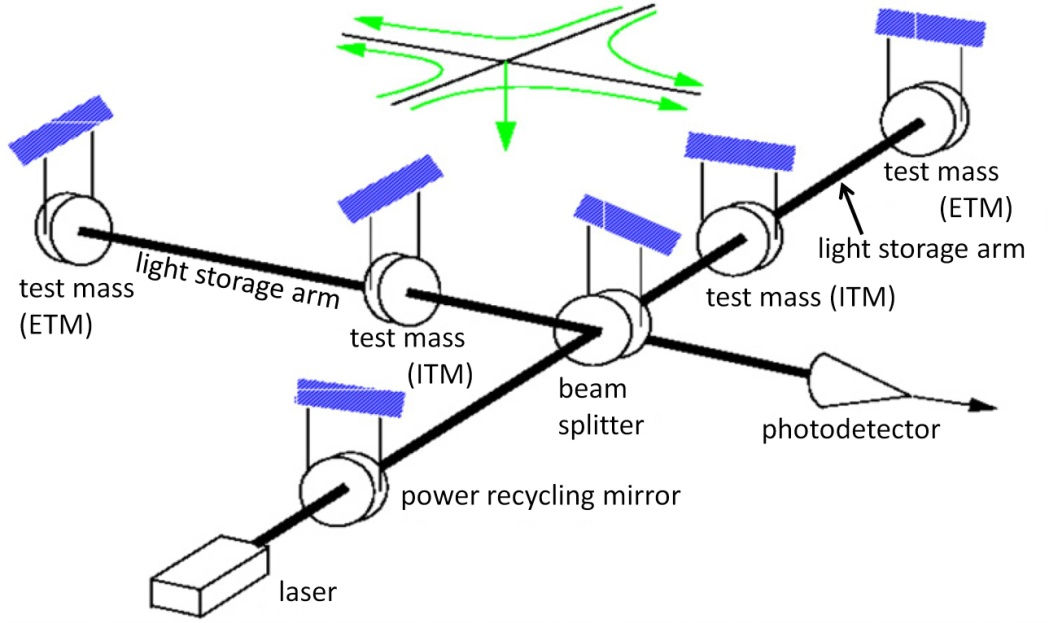 test mass
(ETM)
light storage arm
test mass
(ETM)
light storage arm
test mass
(ITM)
test mass (ITM)
beam
splitter
photodetector
power recycling mirror
laser